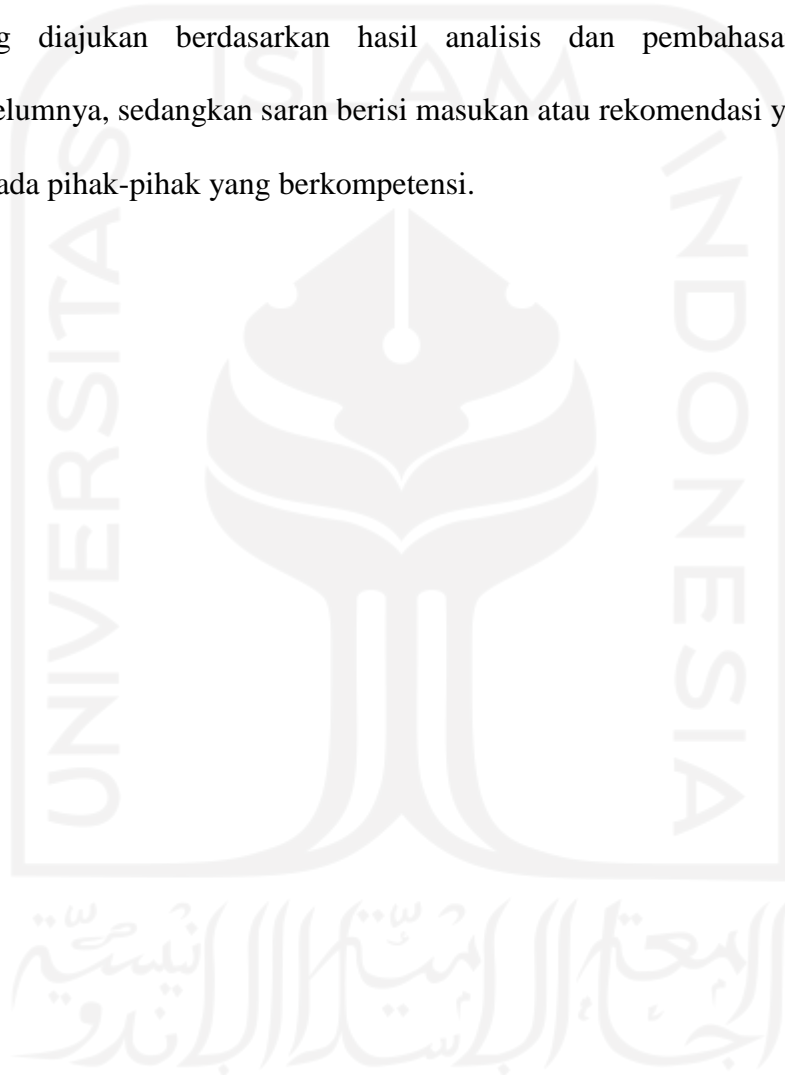 g diajukan berdasarkan hasil analisis dan pembahasa
elumnya, sedangkan saran berisi masukan atau rekomendasi y
ada pihak-pihak yang berkompetensi.
ISLAM
UNIVERSITAS
INDONESIA